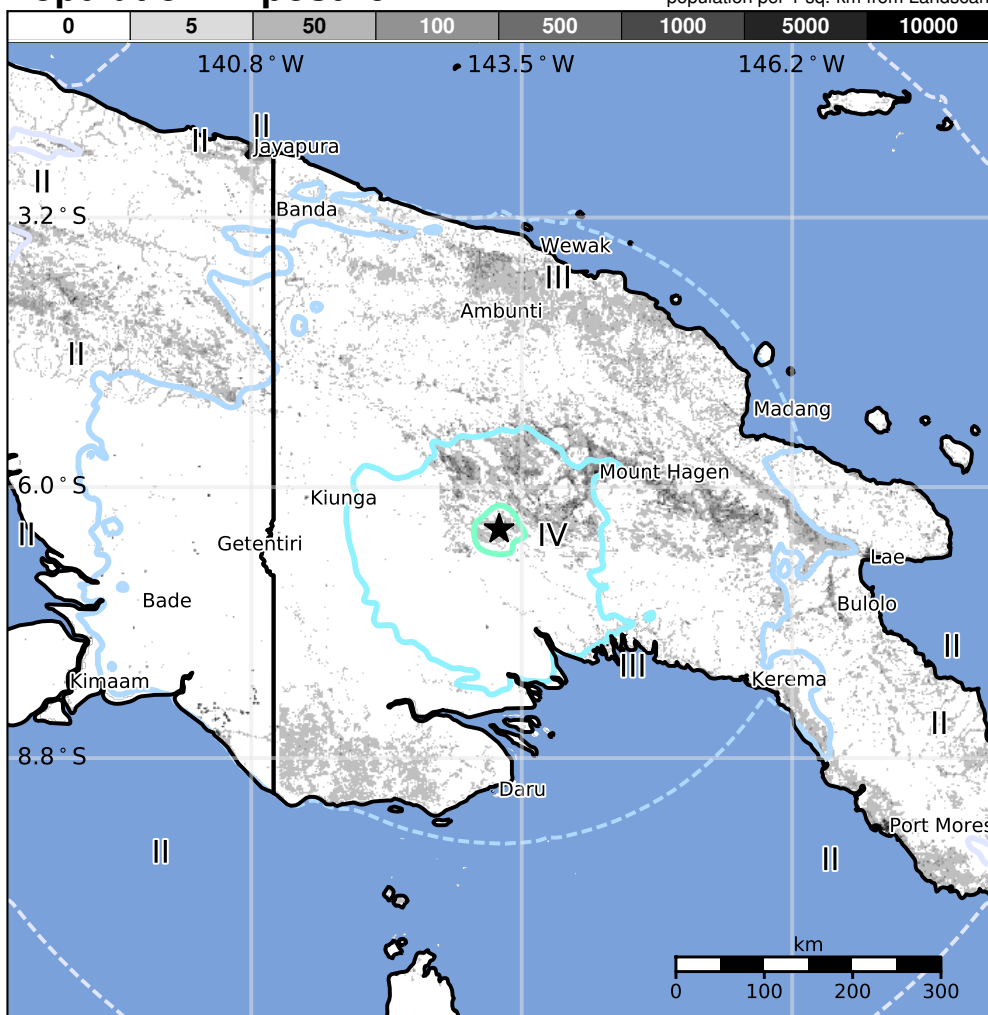 population per 1 sq. km from Landscan
0 5 50 100 500 1000 5000 10000
140.8°W 143.5°W 146.2°W
II
II
Jayapura
II
Banda
3.2°S
Wewak
III
Ambunti
II
Madang
Mount Hagen
6.0°S
Kiunga
II
IV
Getentiri
Lae
Bade
Bulolo
II
III
Kimaam
Kerema
II
8.8°S
Daru
Port Mores
II
II
km
0 100 200 300